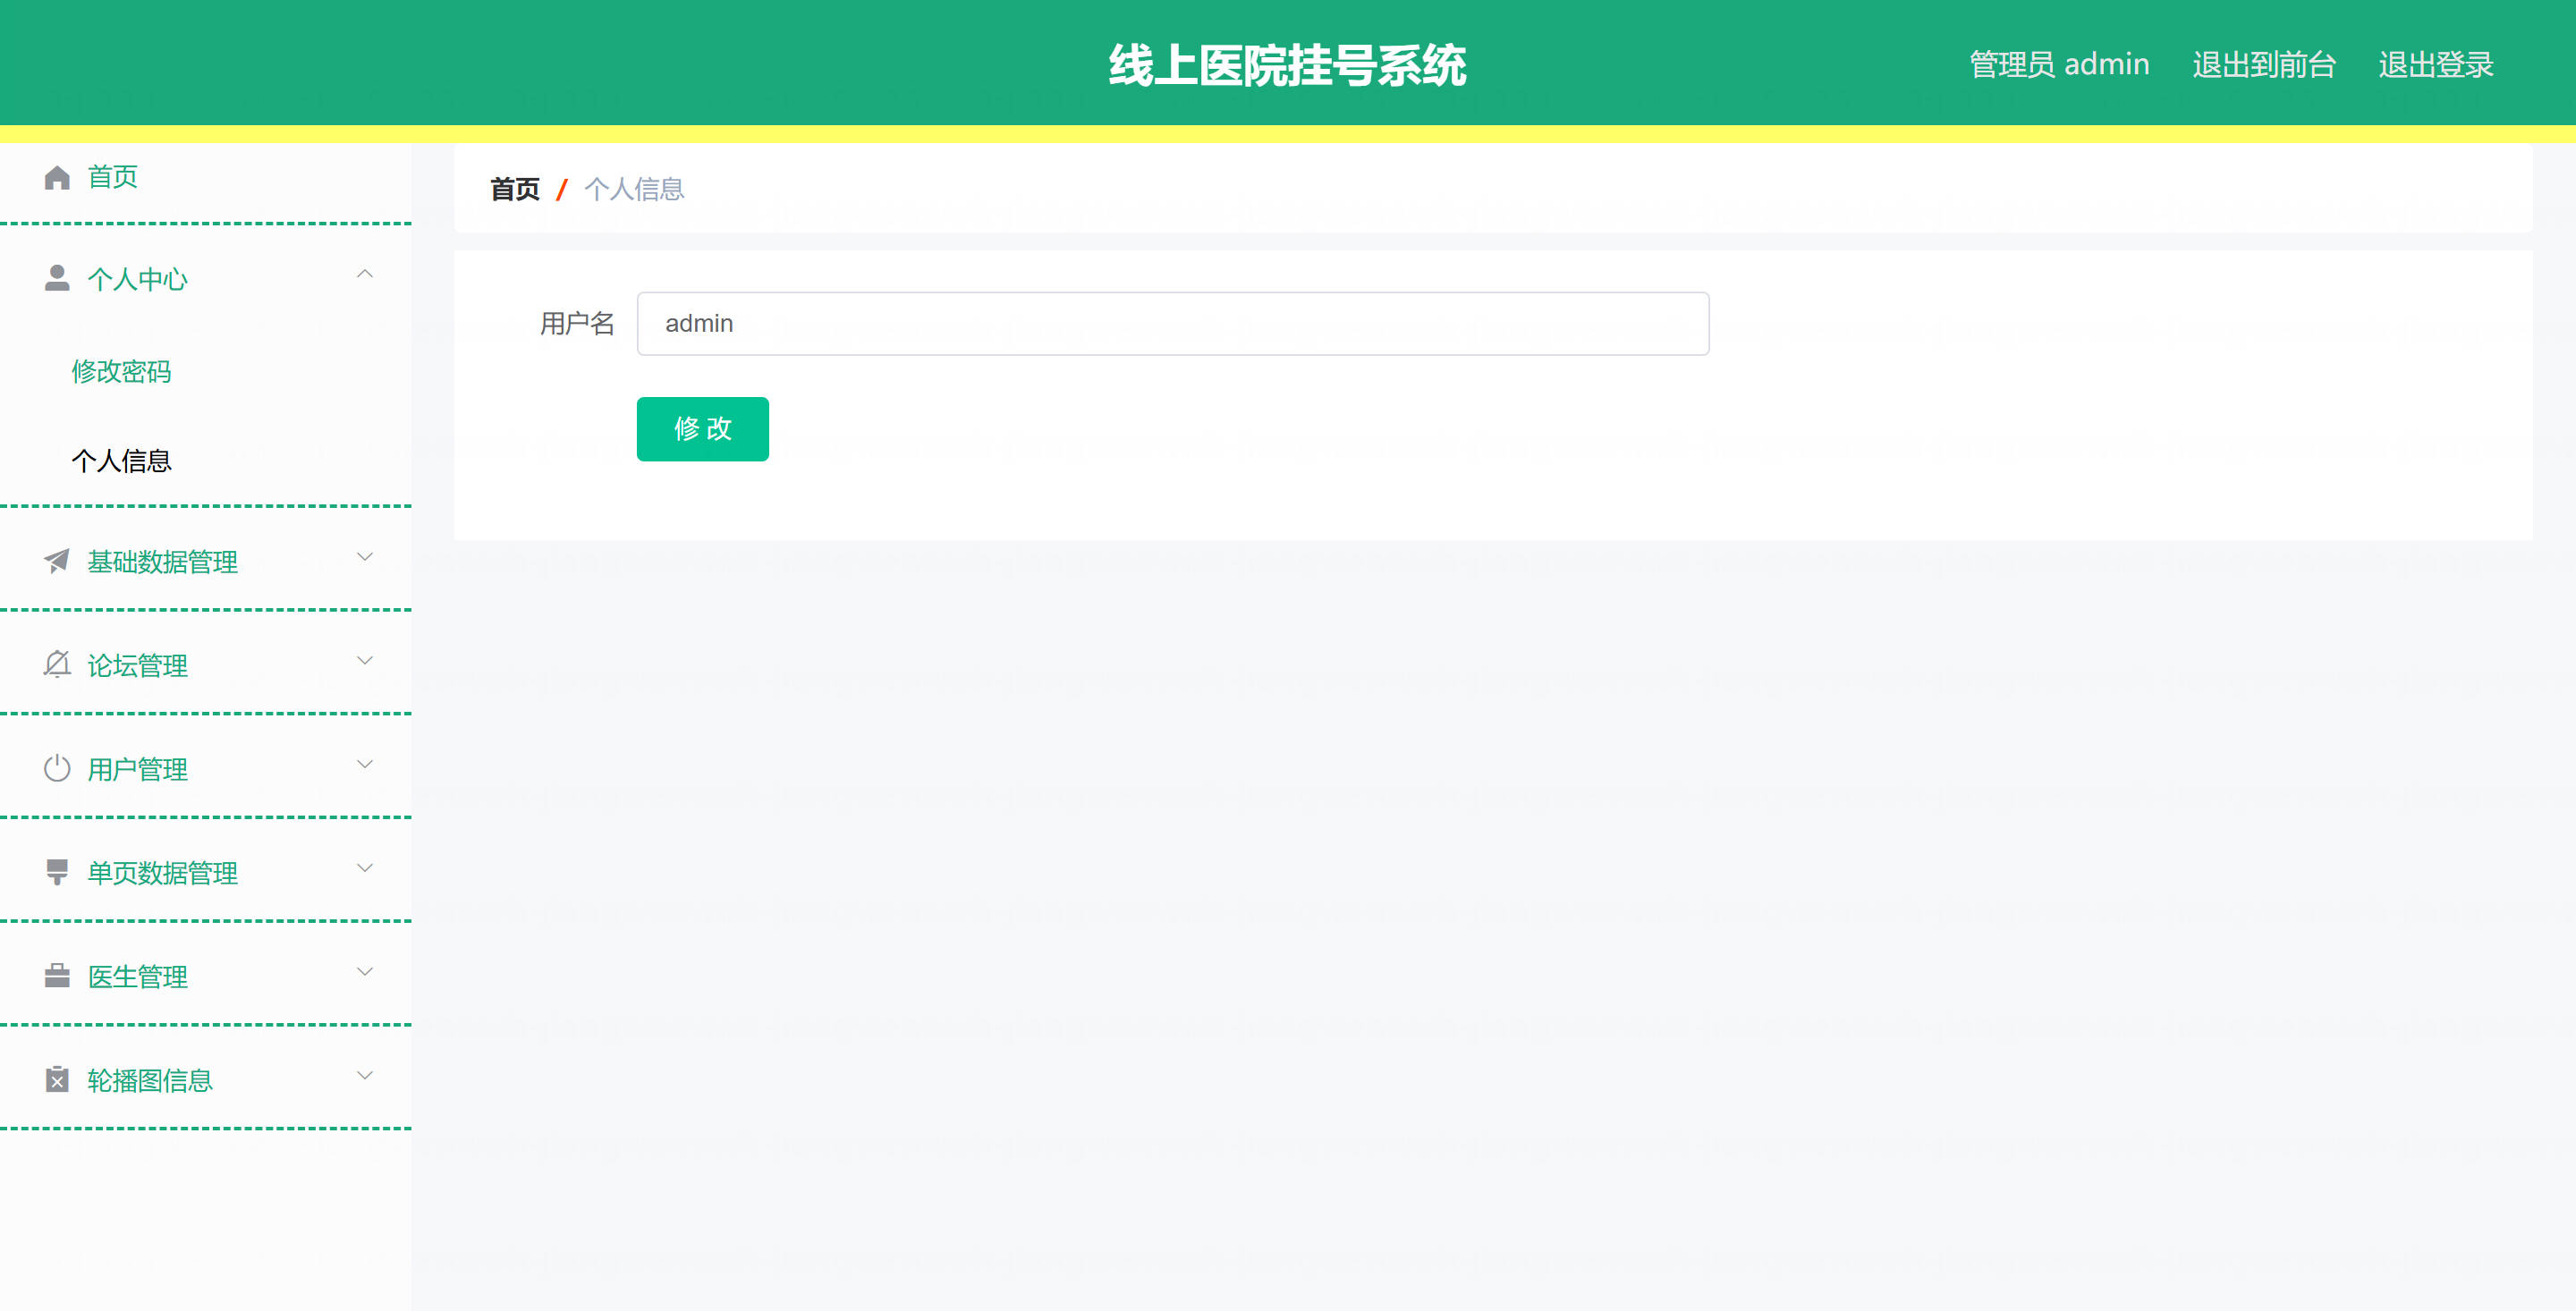 线上医院挂号系统
管理员 admin 退出到前台 退出登录
首页
个人中心
修改密码
个人信息
基础数据管理
论坛管理
用户管理
单页数据管理
医生管理
轮播图信息
首页 / 个人信息
用户名 admin
修 改